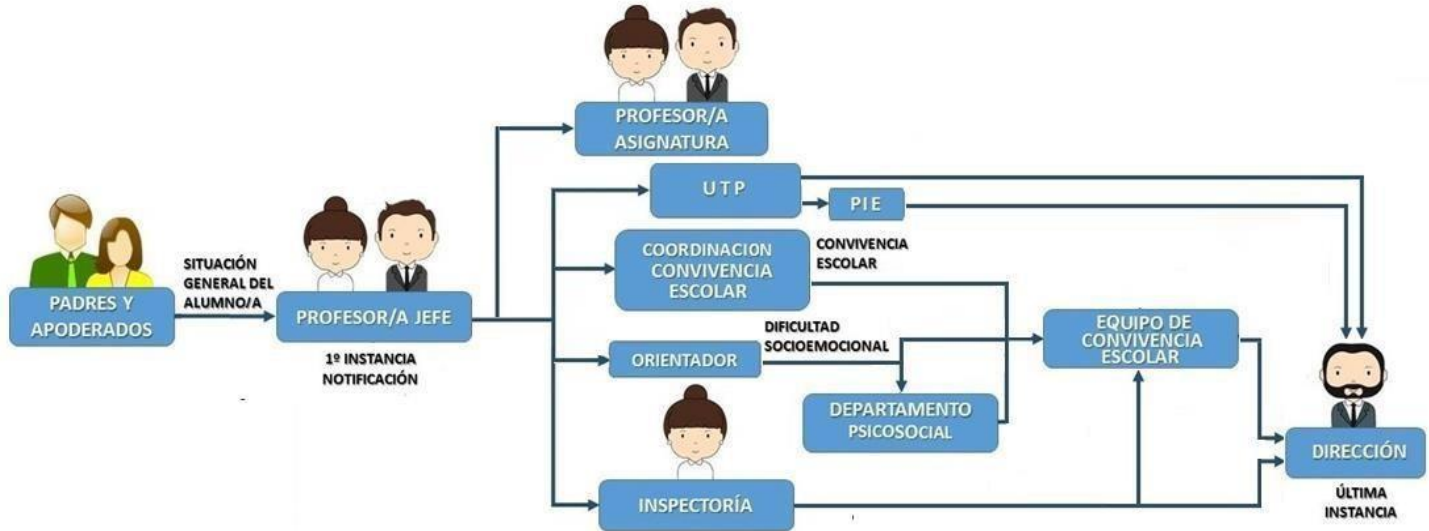 PROFESOR/A
ASIGNATURA
U T P
PIE
COORDINACION
CONVIVENCIA
ESCOLAR
CONVIVENCIA
ESCOLAR
SITUACIÓN
GENERAL DEL
ALUMNO/A
PADRES Y
APODERADOS
PROFESOR/A JEFE
1º INSTANCIA
NOTIFICACIÓN
DIFICULTAD
SOCIOEMOCIONAL
ORIENTADOR
EQUIPO DE
CONVIVENCIA
ESCOLAR
DEPARTAMENTO
PSICOSOCIAL
INSPECTORÍA
DIRECCIÓN
ÚLTIMA
INSTANCIA